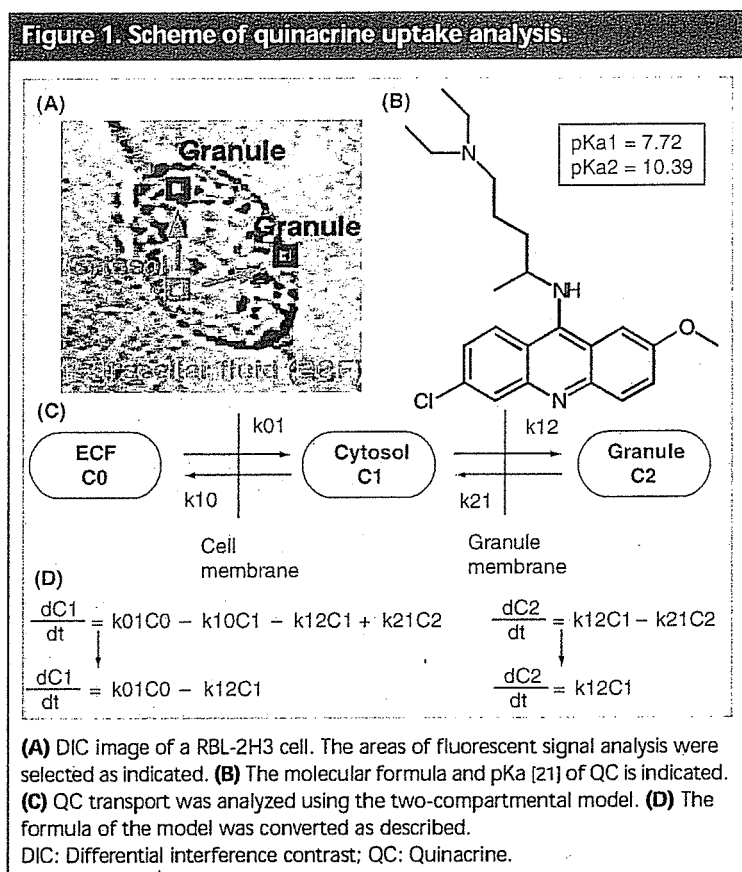 Figure 1. Scheme of quinacrine uptake analysis.
(A)
Granule
Granule
(B)
N
pKa1 = 7.72
pKa2 = 10.39
NH
O
Cl
N
(C)
ECF
C0
k01
k10
Cytosol
C1
k12
k21
Granule
C2
Cell
membrane
Granule
membrane
(D)
dC1/dt = k01C0 − k10C1 − k12C1 + k21C2
dC2/dt = k12C1 − k21C2
dC1/dt = k01C0 − k12C1
dC2/dt = k12C1
(A) DIC image of a RBL-2H3 cell. The areas of fluorescent signal analysis were
selected as indicated. (B) The molecular formula and pKa [21] of QC is indicated.
(C) QC transport was analyzed using the two-compartmental model. (D) The
formula of the model was converted as described.
DIC: Differential interference contrast; QC: Quinacrine.